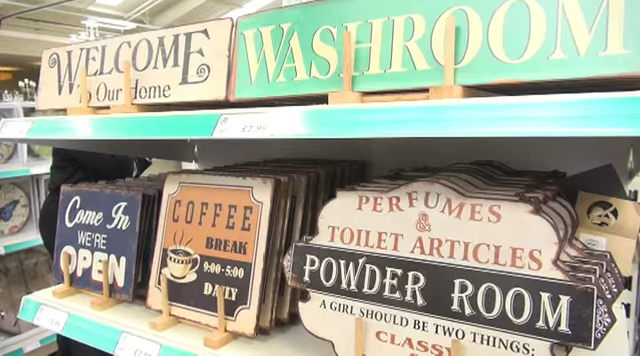 WELCOME
to Our Home
WASHROOM
£7.99
Come In
WE'RE
OPEN
COFFEE
BREAK
9:00-5:00
DAILY
PERFUMES
&
TOILET ARTICLES
POWDER ROOM
A GIRL SHOULD BE TWO THINGS:
CLASSY